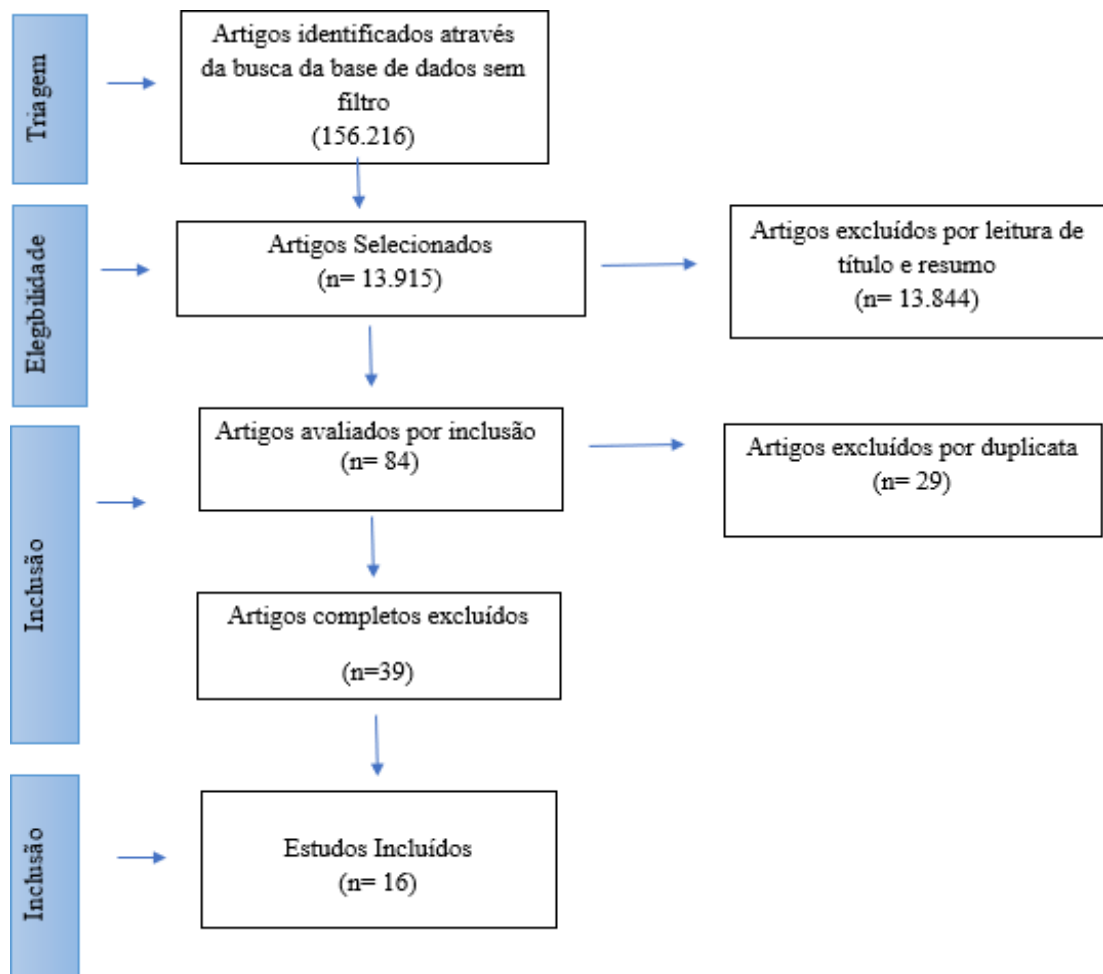 Triagem
Artigos identificados através
da busca da base de dados sem
filtro
(156.216)
Elegibilidade
Artigos Selecionados
(n= 13.915)
Artigos excluídos por leitura de
título e resumo
(n= 13.844)
Inclusão
Artigos avaliados por inclusão
(n= 84)
Artigos excluídos por duplicata
(n= 29)
Artigos completos excluídos
(n=39)
Inclusão
Estudos Incluídos
(n= 16)